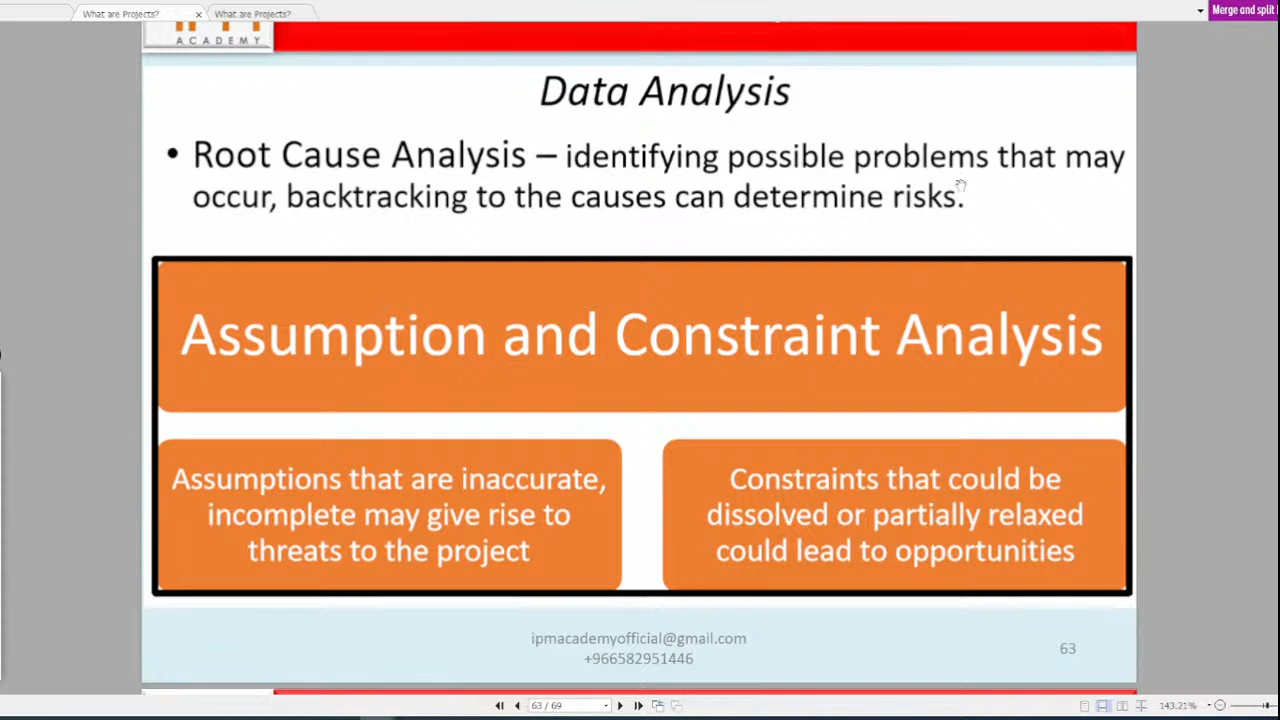 What are Projects?
What are Projects?
Merge and split
ACADEMY
Data Analysis
• Root Cause Analysis – identifying possible problems that may
occur, backtracking to the causes can determine risks.
Assumption and Constraint Analysis
Assumptions that are inaccurate,
incomplete may give rise to
threats to the project
Constraints that could be
dissolved or partially relaxed
could lead to opportunities
ipmacademyofficial@gmail.com
+966582951446
63
63 / 69
143.21%